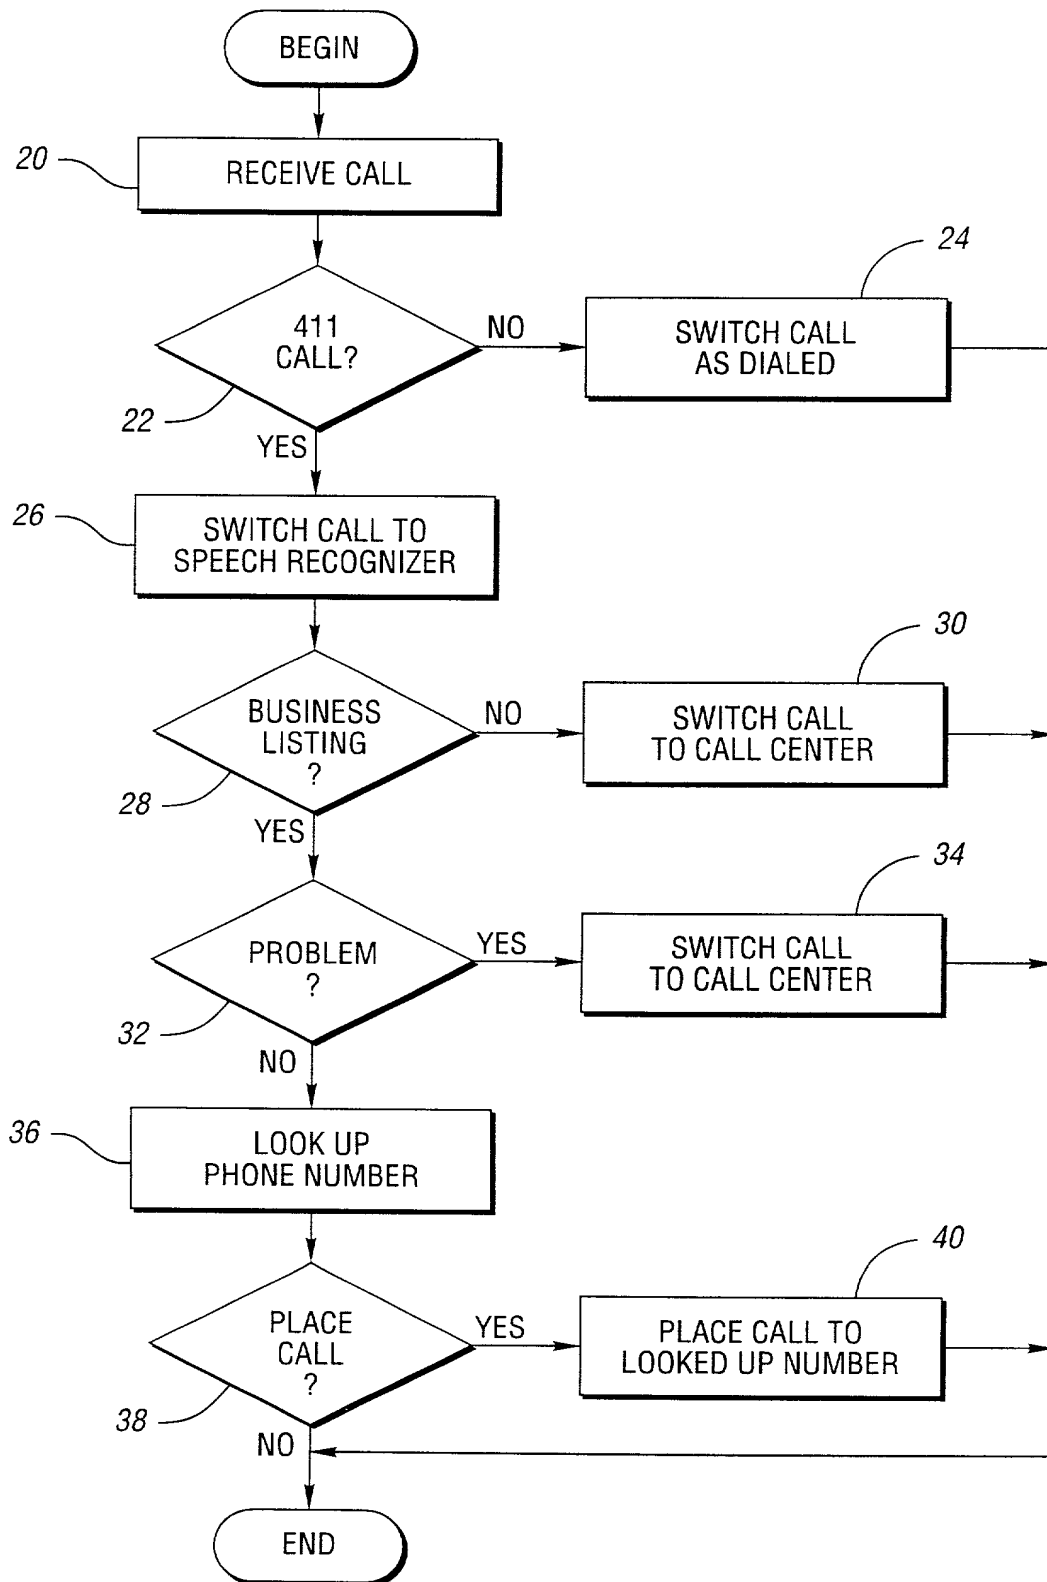 BEGIN
20
RECEIVE CALL
24
411
CALL?
NO
SWITCH CALL
AS DIALED
22
YES
26
SWITCH CALL TO
SPEECH RECOGNIZER
30
BUSINESS
LISTING
?
NO
SWITCH CALL
TO CALL CENTER
28
YES
34
PROBLEM
?
YES
SWITCH CALL
TO CALL CENTER
32
NO
36
LOOK UP
PHONE NUMBER
40
PLACE
CALL
?
YES
PLACE CALL TO
LOOKED UP NUMBER
38
NO
END